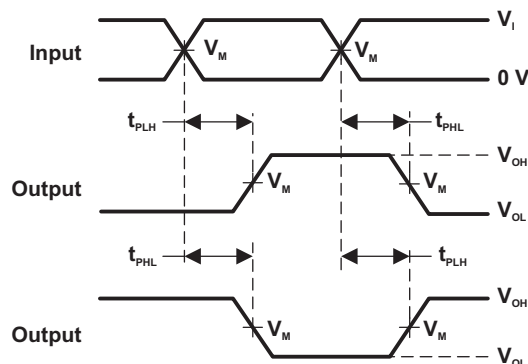 V_I
Input V_M V_M
0 V
t_PLH t_PHL
V_OH
Output V_M V_M
V_OL
t_PHL t_PLH
V_OH
V_M V_M
Output
V_OL